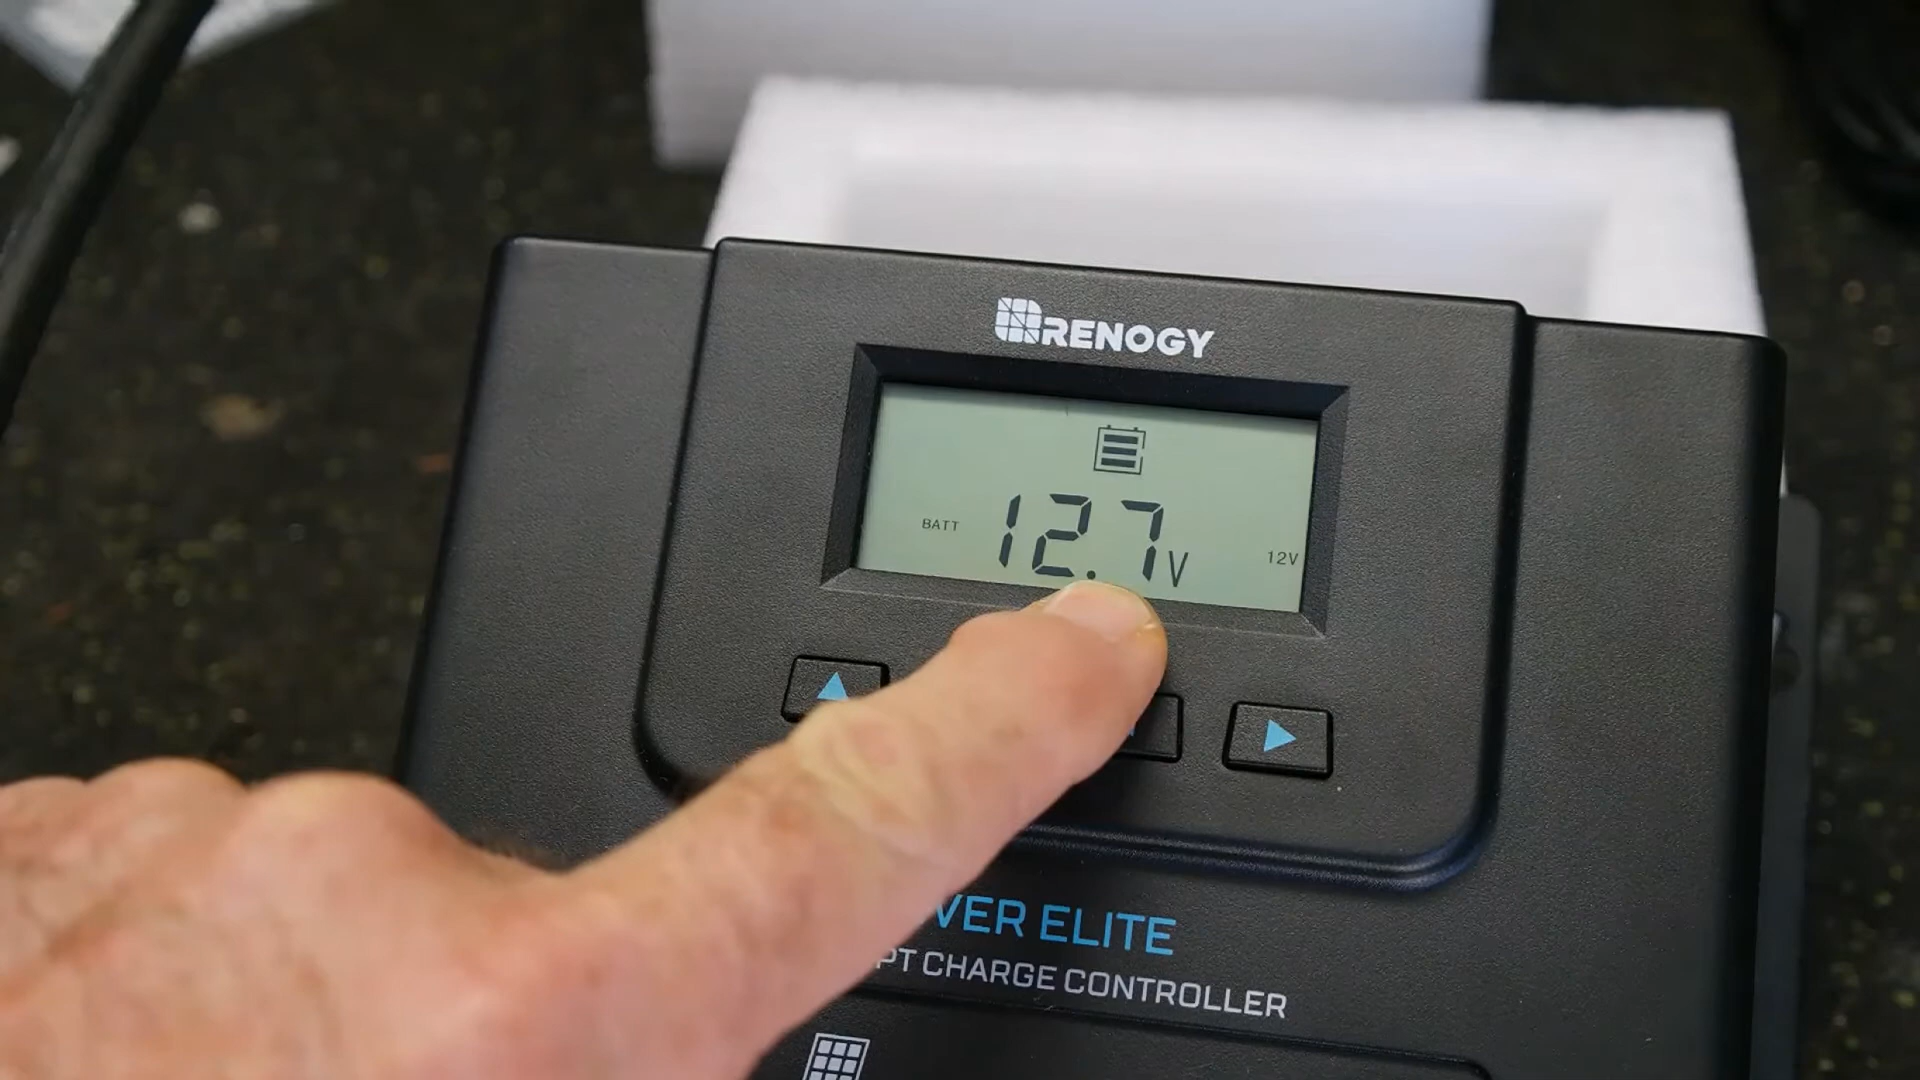 RENOGY
BATT 12.7V 12V
VER ELITE
PT CHARGE CONTROLLER